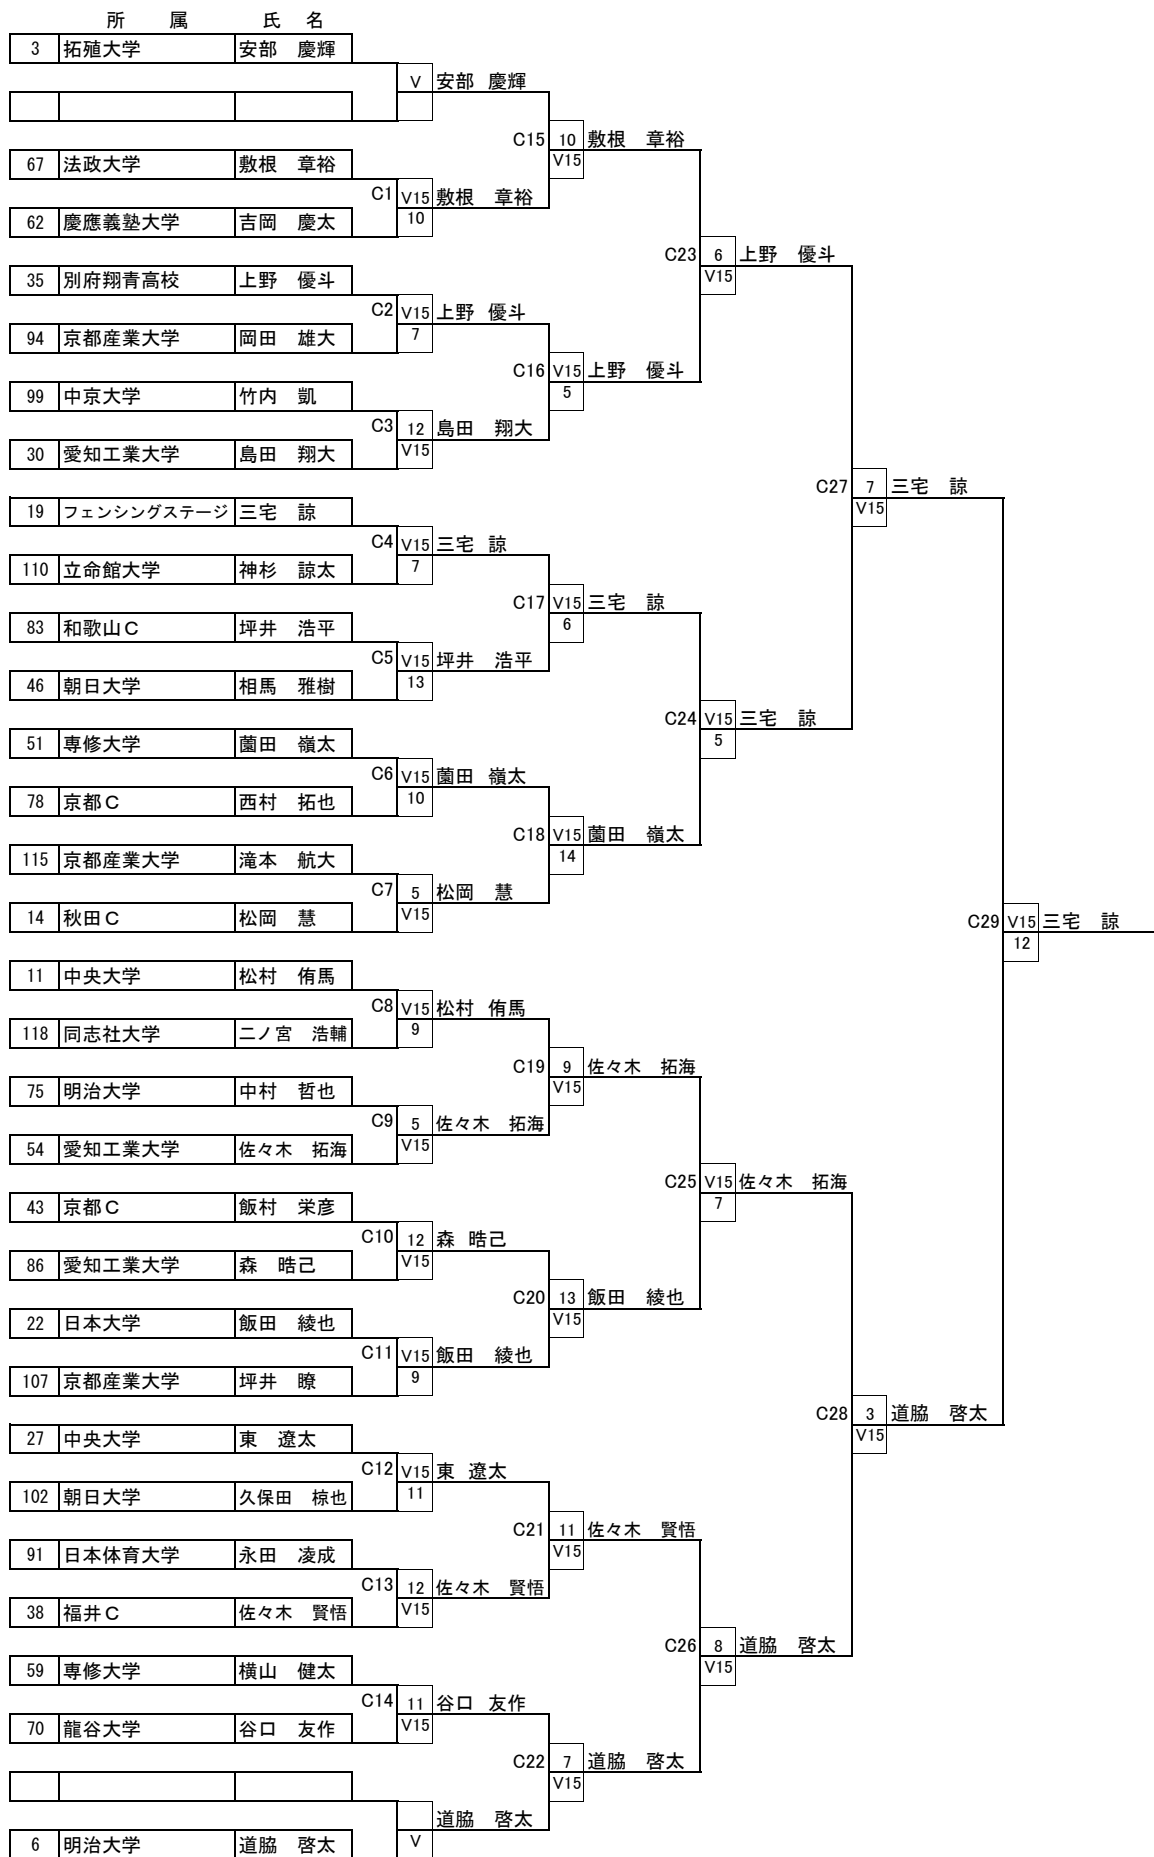 所　　属　　氏　名
3 拓殖大学 安部　慶輝
V 安部 慶輝
C15 10 敷根　章裕
V15
67 法政大学 敷根　章裕
C1 V15 敷根　章裕
10
62 慶應義塾大学 吉岡　慶太
C23 6 上野　優斗
V15
35 別府翔青高校 上野　優斗
C2 V15 上野 優斗
7
94 京都産業大学 岡田　雄大
C16 V15 上野　優斗
5
99 中京大学 竹内　凱
C3 12 島田　翔大
V15
30 愛知工業大学 島田　翔大
C27 7 三宅　諒
V15
19 フェンシングステージ 三宅　諒
C4 V15 三宅 諒
7
110 立命館大学 神杉　諒太
C17 V15 三宅　諒
6
83 和歌山Ｃ 坪井　浩平
C5 V15 坪井　浩平
13
46 朝日大学 相馬　雅樹
C24 V15 三宅　諒
5
51 専修大学 薗田　嶺太
C6 V15 薗田 嶺太
10
78 京都Ｃ 西村　拓也
C18 V15 薗田　嶺太
14
115 京都産業大学 滝本　航大
C7 5 松岡　慧
V15
14 秋田Ｃ 松岡　慧
C29 V15 三宅　諒
12
11 中央大学 松村　侑馬
C8 V15 松村 侑馬
9
118 同志社大学 二ノ宮　浩輔
C19 9 佐々木　拓海
V15
75 明治大学 中村　哲也
C9 5 佐々木　拓海
V15
54 愛知工業大学 佐々木　拓海
C25 V15 佐々木　拓海
7
43 京都Ｃ 飯村　栄彦
C10 12 森 晧己
V15
86 愛知工業大学 森　晧己
C20 13 飯田　綾也
V15
22 日本大学 飯田　綾也
C11 V15 飯田　綾也
9
107 京都産業大学 坪井　瞭
C28 3 道脇　啓太
V15
27 中央大学 東　遼太
C12 V15 東 遼太
11
102 朝日大学 久保田　椋也
C21 11 佐々木　賢悟
V15
91 日本体育大学 永田　凌成
C13 12 佐々木　賢悟
V15
38 福井Ｃ 佐々木　賢悟
C26 8 道脇　啓太
V15
59 専修大学 横山　健太
C14 11 谷口 友作
V15
70 龍谷大学 谷口　友作
C22 7 道脇　啓太
V15
道脇　啓太
V
6 明治大学 道脇　啓太